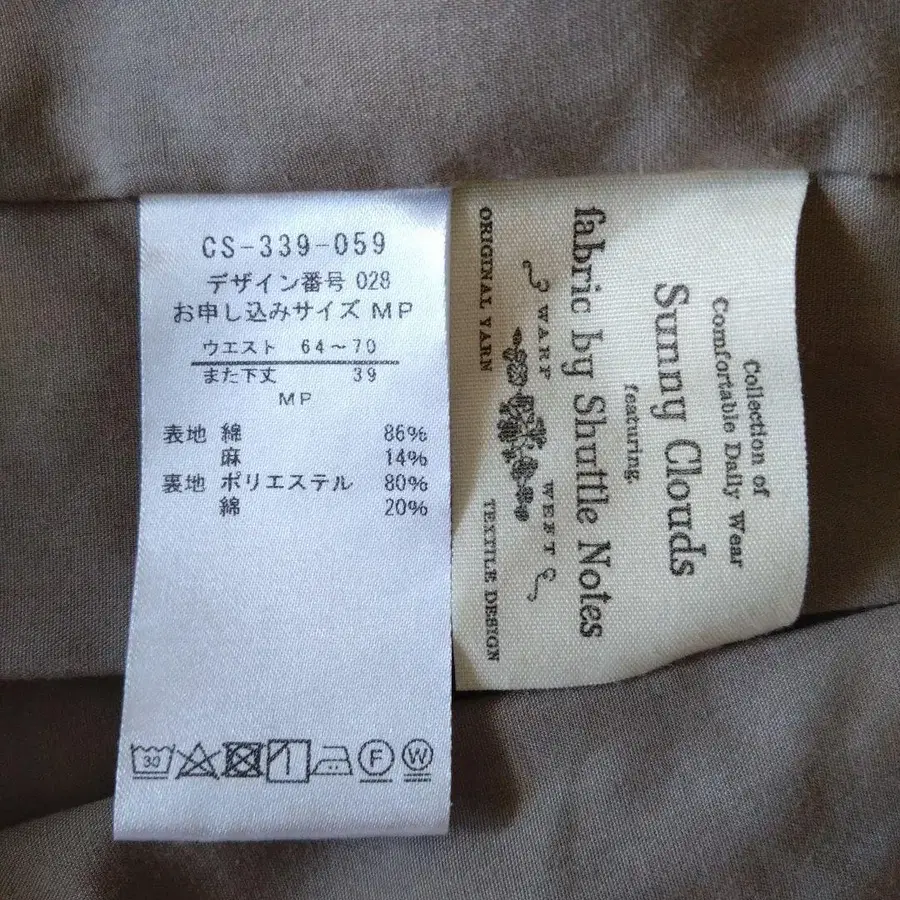 CS-339-059
デザイン番号 028
お申し込みサイズ MP
ウエスト 64～70
また下丈 39
MP
表地 綿 86%
麻 14%
裏地 ポリエステル 80%
綿 20%
30
F
W
Collection of
Comfortable Daily Wear
Sunny Clouds
featuring.
fabric by Shuttle Notes
WARP WEFT
ORIGINAL YARN TEXTILE DESIGN